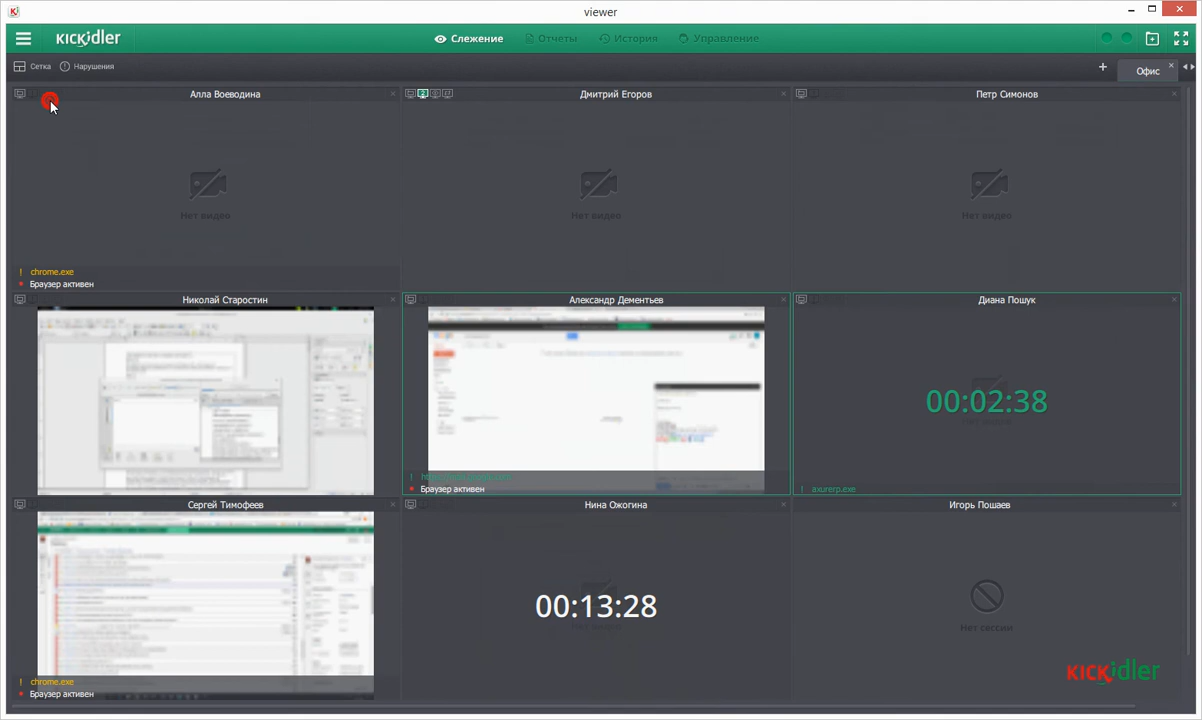 viewer
KICKidler
Слежение
Отчеты
История
Управление
Сетка
Нарушения
Офис
Алла Воеводина
Дмитрий Егоров
Петр Симонов
Нет видео
Нет видео
Нет видео
! chrome.exe
Браузер активен
Николай Старостин
Александр Дементьев
Диана Пошук
00:02:38
Браузер активен
! axurerp.exe
Сергей Тимофеев
Нина Ожогина
Игорь Пошаев
00:13:28
Нет сессии
KICKidler
! chrome.exe
Браузер активен